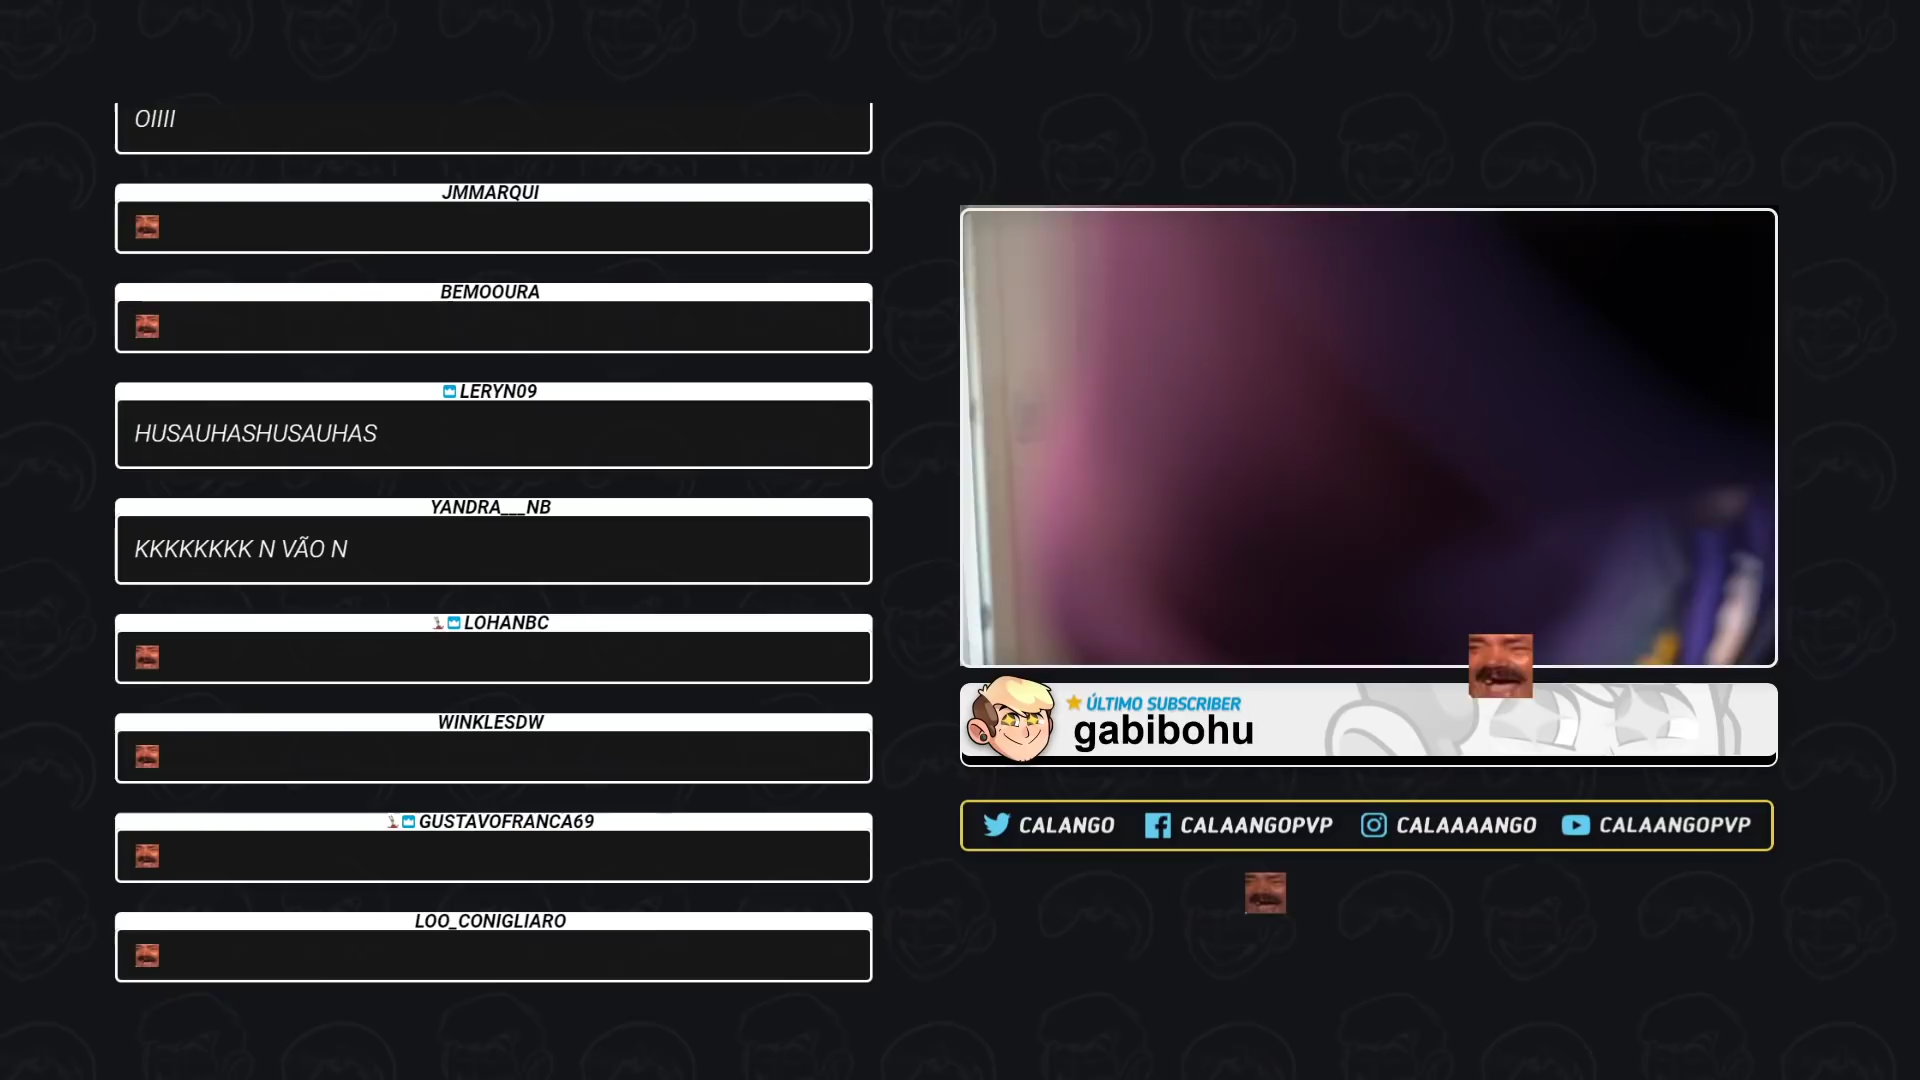 OIIII
JMMARQUI
BEMOOURA
LERYN09
HUSAUHASHUSAUHAS
YANDRA___NB
KKKKKKKK N VÃO N
LOHANBC
WINKLESDW
GUSTAVOFRANCA69
LOO_CONIGLIARO
ÚLTIMO SUBSCRIBER
gabibohu
CALANGO CALAANGOPVP CALAAAANGO CALAANGOPVP